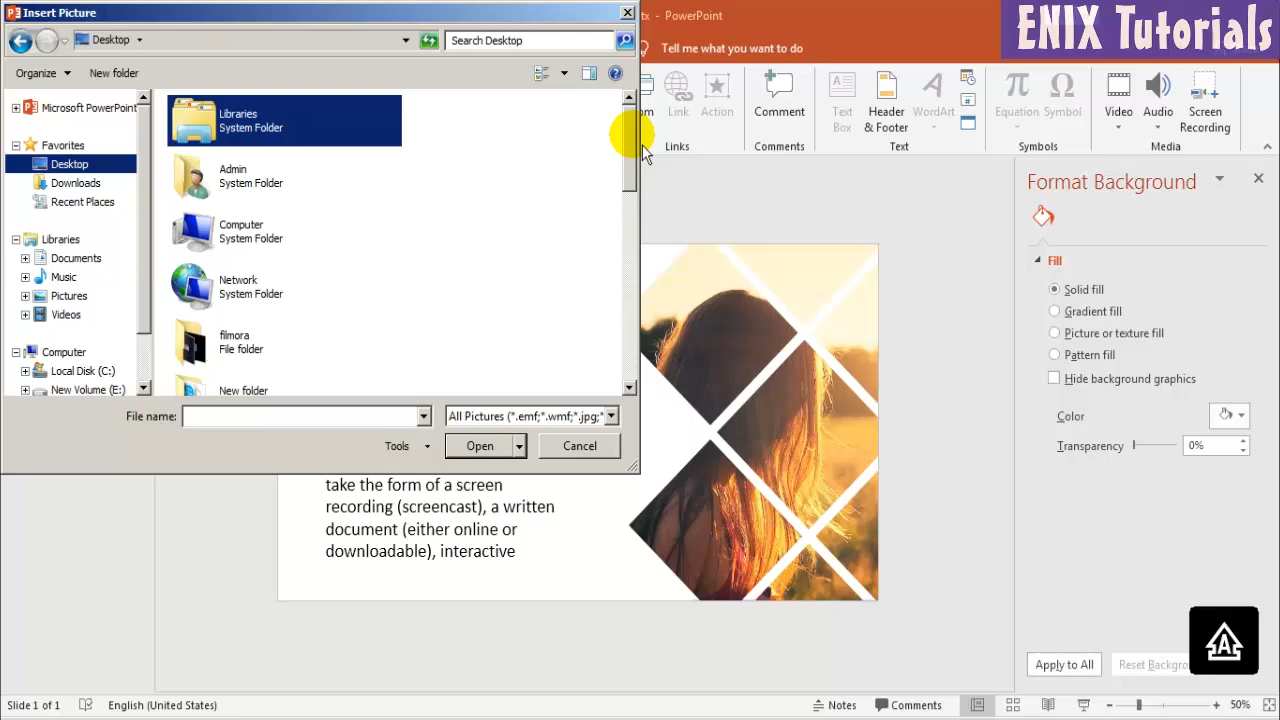 Insert Picture
tx - PowerPoint
ENIX Tutorials
Desktop
Search Desktop
Tell me what you want to do
Organize
New folder
Link
Action
Comment
Text Box
Header & Footer
WordArt
Equation
Symbol
Video
Audio
Screen Recording
Links
Comments
Text
Symbols
Media
Microsoft PowerPoint
Favorites
Desktop
Downloads
Recent Places
Libraries
Documents
Music
Pictures
Videos
Computer
Local Disk (C:)
New Volume (E:)
Libraries
System Folder
Admin
System Folder
Computer
System Folder
Network
System Folder
filmora
File folder
New folder
File name:
All Pictures (*.emf;*.wmf;*.jpg;*
Tools
Open
Cancel
take the form of a screen
recording (screencast), a written
document (either online or
downloadable), interactive
Format Background
Fill
Solid fill
Gradient fill
Picture or texture fill
Pattern fill
Hide background graphics
Color
Transparency
0%
Apply to All
Reset Backgro
A
Slide 1 of 1
English (United States)
Notes
Comments
50%